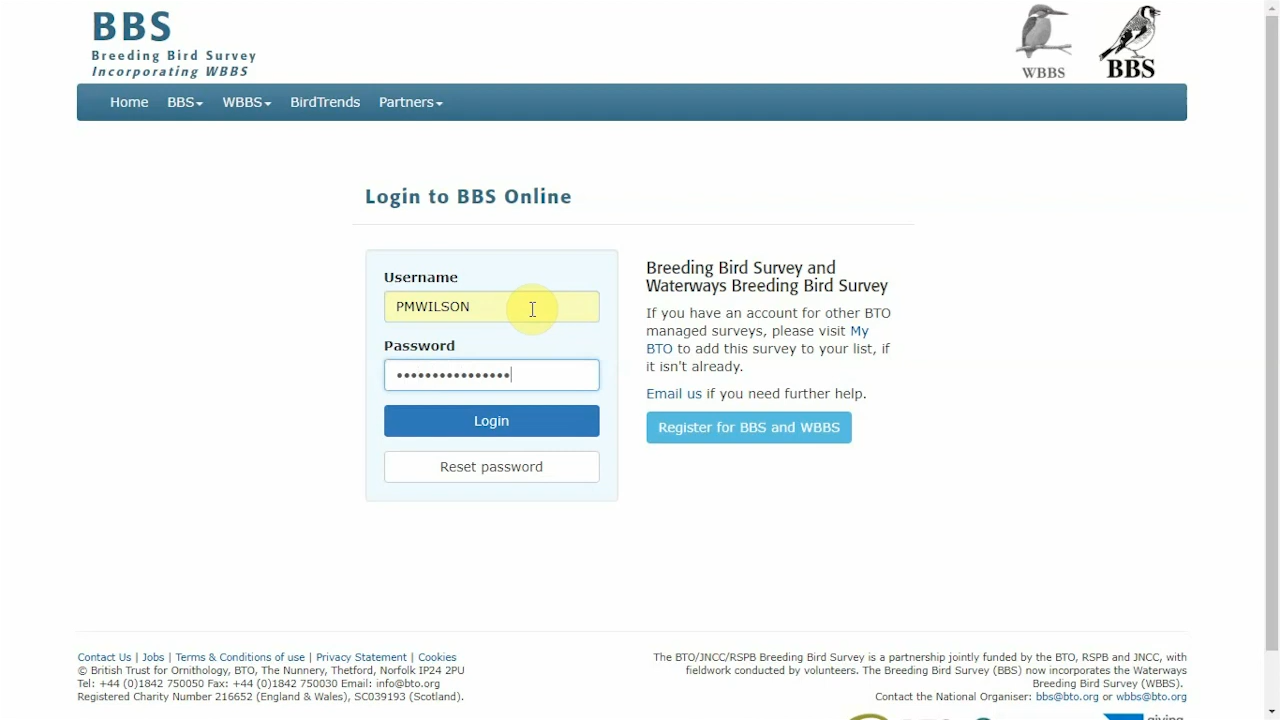 BBS
Breeding Bird Survey
Incorporating WBBS
WBBS
BBS
Home BBS WBBS BirdTrends Partners
Login to BBS Online
Username
PMWILSON
Password
••••••••••••••••
Login
Reset password
Breeding Bird Survey and
Waterways Breeding Bird Survey
If you have an account for other BTO
managed surveys, please visit My
BTO to add this survey to your list, if
it isn't already.
Email us if you need further help.
Register for BBS and WBBS
Contact Us | Jobs | Terms & Conditions of use | Privacy Statement | Cookies
© British Trust for Ornithology, BTO, The Nunnery, Thetford, Norfolk IP24 2PU
Tel: +44 (0)1842 750050 Fax: +44 (0)1842 750030 Email: info@bto.org
Registered Charity Number 216652 (England & Wales), SC039193 (Scotland).
The BTO/JNCC/RSPB Breeding Bird Survey is a partnership jointly funded by the BTO, RSPB and JNCC, with
fieldwork conducted by volunteers. The Breeding Bird Survey (BBS) now incorporates the Waterways
Breeding Bird Survey (WBBS).
Contact the National Organiser: bbs@bto.org or wbbs@bto.org
giving